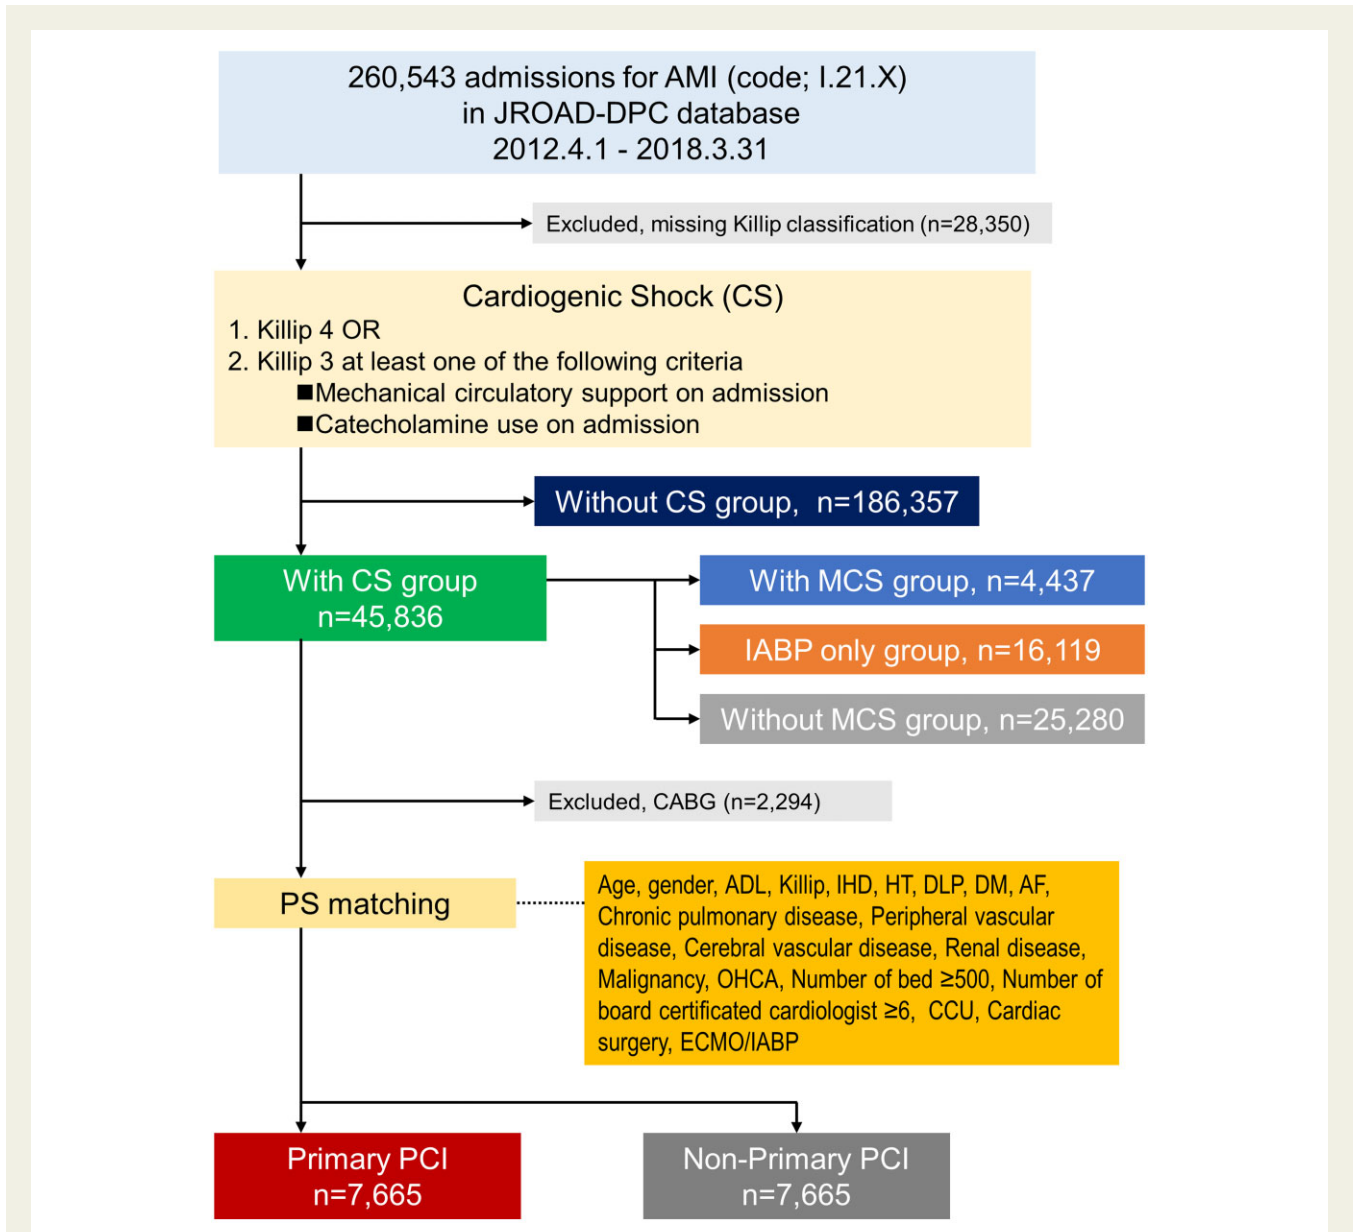 260,543 admissions for AMI (code; I.21.X)
in JROAD-DPC database
2012.4.1 - 2018.3.31
Excluded, missing Killip classification (n=28,350)
Cardiogenic Shock (CS)
1. Killip 4 OR
2. Killip 3 at least one of the following criteria
■Mechanical circulatory support on admission
■Catecholamine use on admission
Without CS group,  n=186,357
With CS group
n=45,836
With MCS group, n=4,437
IABP only group, n=16,119
Without MCS group, n=25,280
Excluded, CABG (n=2,294)
PS matching
Age, gender, ADL, Killip, IHD, HT, DLP, DM, AF,
Chronic pulmonary disease, Peripheral vascular
disease, Cerebral vascular disease, Renal disease,
Malignancy, OHCA, Number of bed ≥500, Number of
board certificated cardiologist ≥6,  CCU, Cardiac
surgery, ECMO/IABP
Primary PCI
n=7,665
Non-Primary PCI
n=7,665